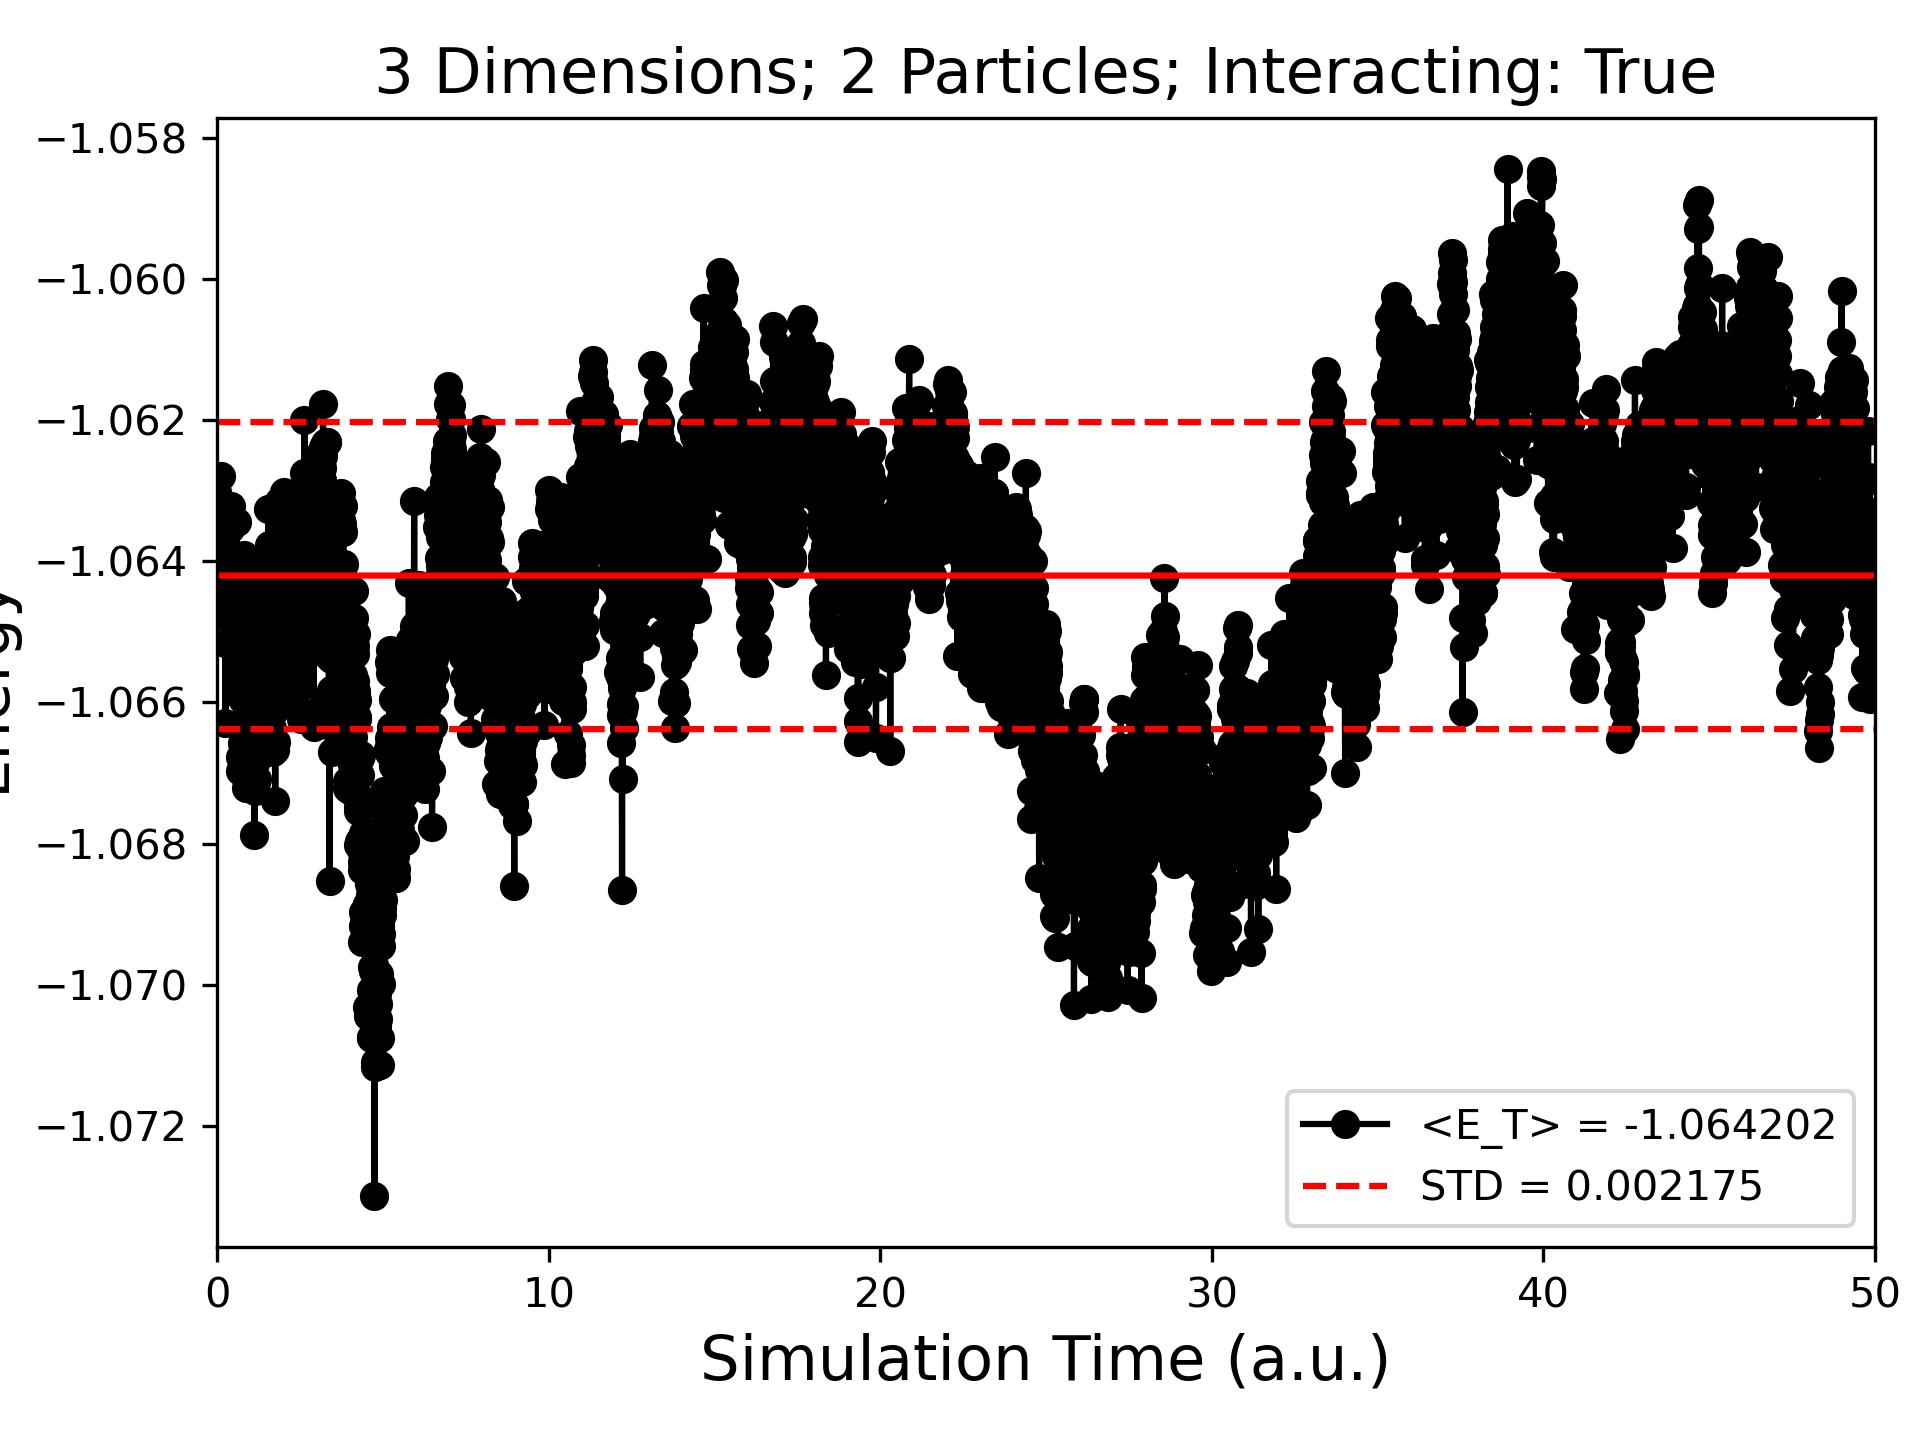 3 Dimensions; 2 Particles; Interacting: True
−1.058
−1.060
−1.062
−1.064
−1.066
−1.068
−1.070
−1.072
Energy
<E_T> = -1.064202
STD = 0.002175
0 10 20 30 40 50
Simulation Time (a.u.)